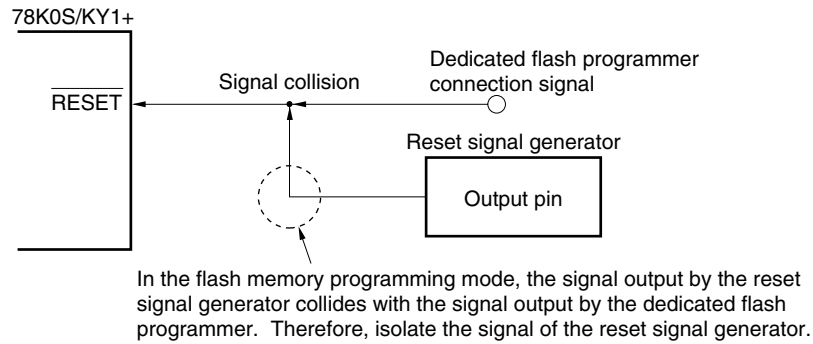 78K0S/KY1+
Dedicated flash programmer
connection signal
Signal collision
RESET
Reset signal generator
Output pin
In the flash memory programming mode, the signal output by the reset
signal generator collides with the signal output by the dedicated flash
programmer.  Therefore, isolate the signal of the reset signal generator.